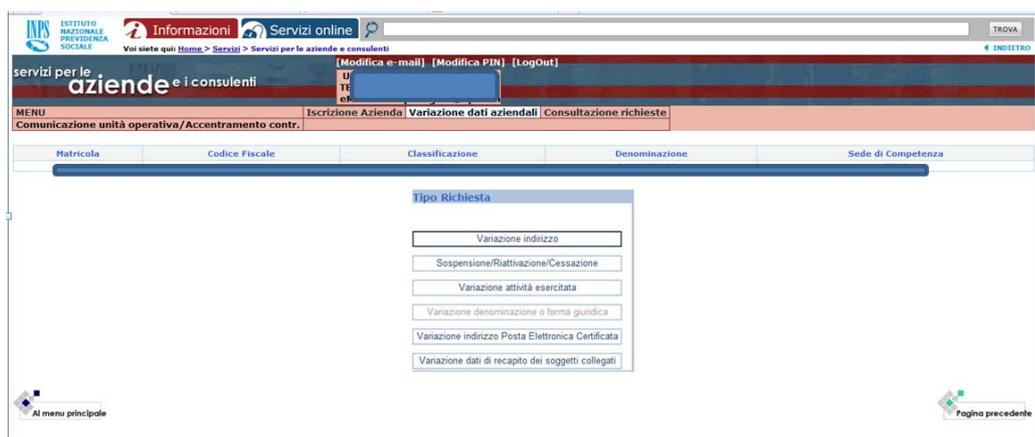 INPS ISTITUTO NAZIONALE PREVIDENZA SOCIALE
Informazioni
Servizi online
TROVA
Voi siete qui: Home > Servizi > Servizi per le aziende e consulenti
INDIETRO
servizi per le aziende e i consulenti
[Modifica e-mail] [Modifica PIN] [LogOut]
MENU
Iscrizione Azienda
Variazione dati aziendali
Consultazione richieste
Comunicazione unità operativa/Accentramento contr.
Matricola
Codice Fiscale
Classificazione
Denominazione
Sede di Competenza
Tipo Richiesta
Variazione indirizzo
Sospensione/Riattivazione/Cessazione
Variazione attività esercitata
Variazione denominazione o forma giuridica
Variazione indirizzo Posta Elettronica Certificata
Variazione dati di recapito dei soggetti collegati
Al menu principale
Pagina precedente